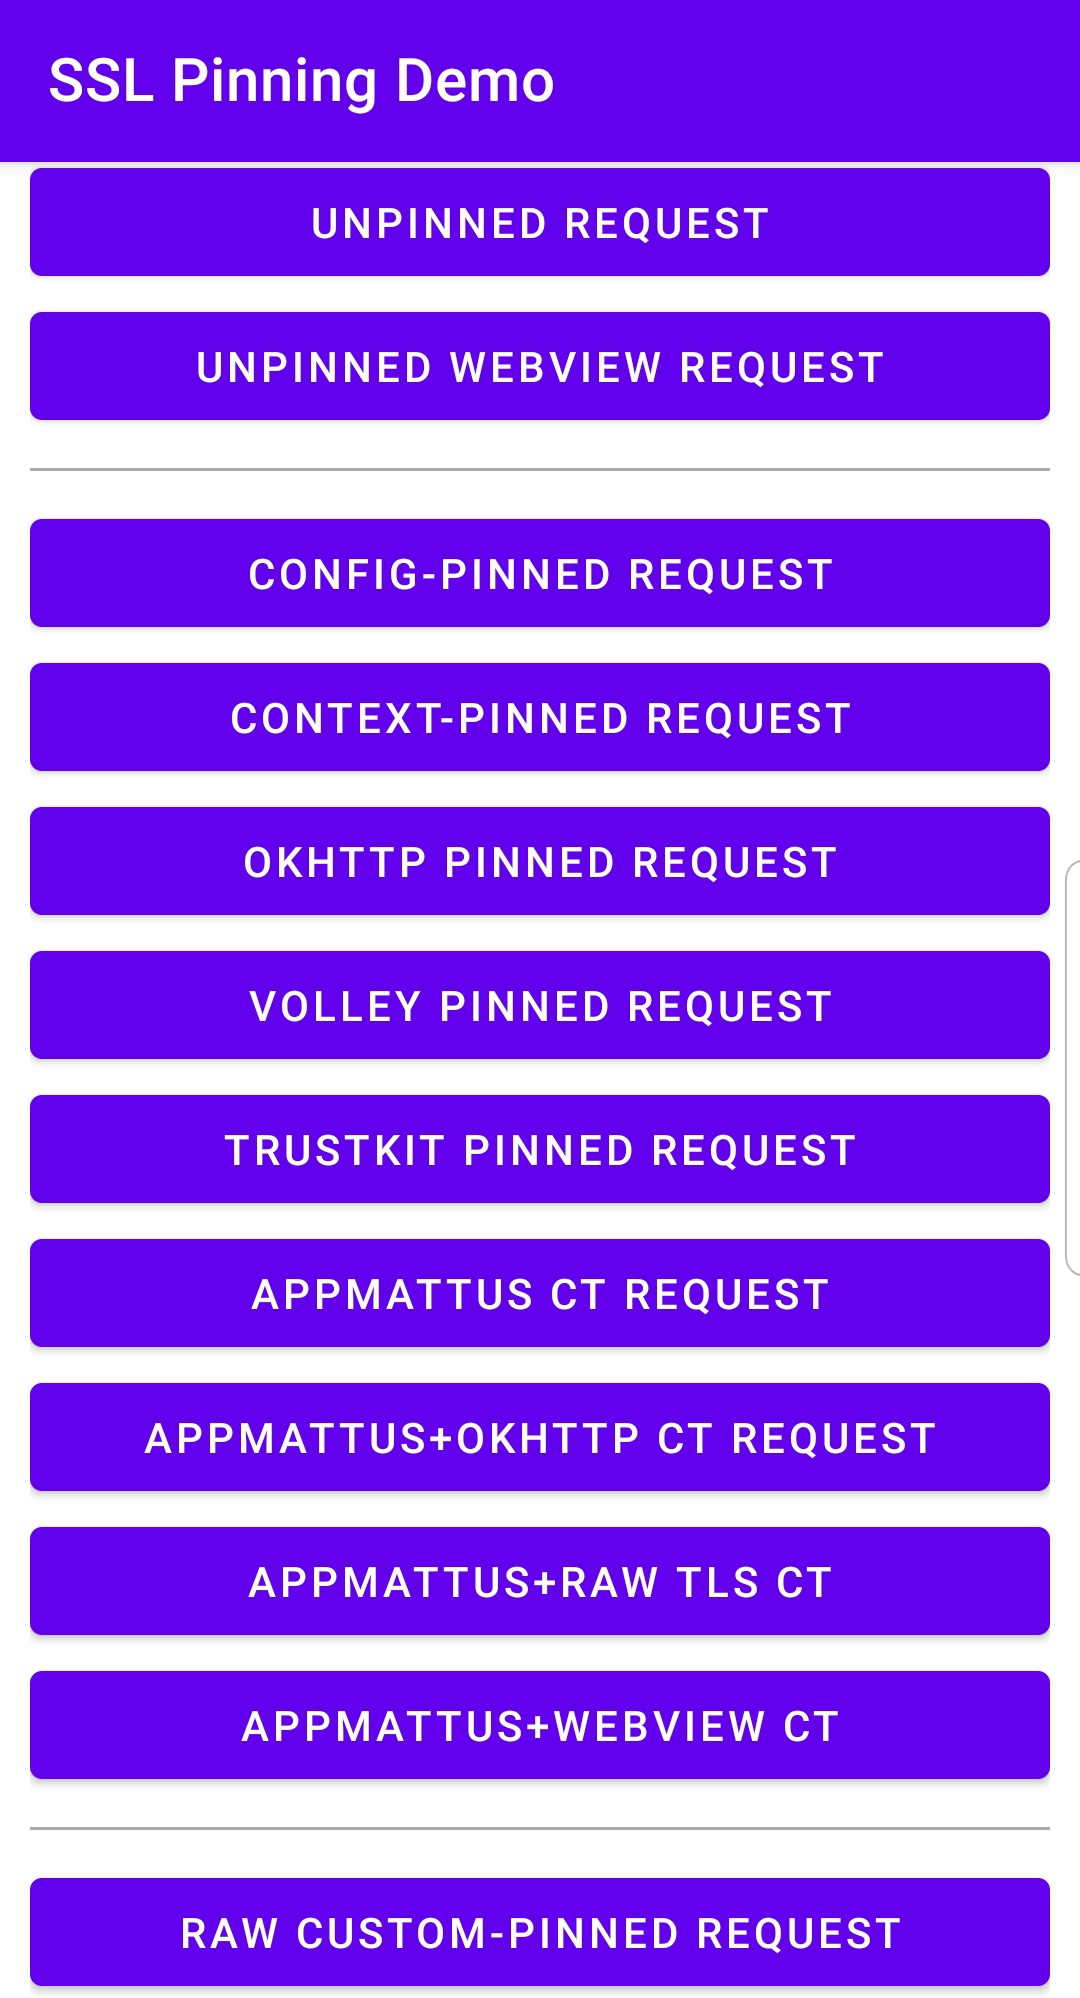 SSL Pinning Demo
UNPINNED REQUEST
UNPINNED WEBVIEW REQUEST
CONFIG-PINNED REQUEST
CONTEXT-PINNED REQUEST
OKHTTP PINNED REQUEST
VOLLEY PINNED REQUEST
TRUSTKIT PINNED REQUEST
APPMATTUS CT REQUEST
APPMATTUS+OKHTTP CT REQUEST
APPMATTUS+RAW TLS CT
APPMATTUS+WEBVIEW CT
RAW CUSTOM-PINNED REQUEST